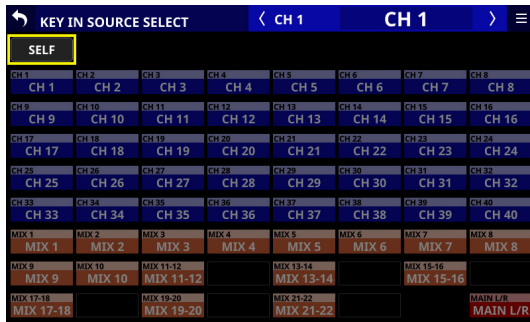 KEY IN SOURCE SELECT CH 1 CH 1
SELF
CH 1 CH 2 CH 3 CH 4 CH 5 CH 6 CH 7 CH 8
CH 1 CH 2 CH 3 CH 4 CH 5 CH 6 CH 7 CH 8
CH 9 CH 10 CH 11 CH 12 CH 13 CH 14 CH 15 CH 16
CH 9 CH 10 CH 11 CH 12 CH 13 CH 14 CH 15 CH 16
CH 17 CH 18 CH 19 CH 20 CH 21 CH 22 CH 23 CH 24
CH 17 CH 18 CH 19 CH 20 CH 21 CH 22 CH 23 CH 24
CH 25 CH 26 CH 27 CH 28 CH 29 CH 30 CH 31 CH 32
CH 25 CH 26 CH 27 CH 28 CH 29 CH 30 CH 31 CH 32
CH 33 CH 34 CH 35 CH 36 CH 37 CH 38 CH 39 CH 40
CH 33 CH 34 CH 35 CH 36 CH 37 CH 38 CH 39 CH 40
MIX 1 MIX 2 MIX 3 MIX 4 MIX 5 MIX 6 MIX 7 MIX 8
MIX 1 MIX 2 MIX 3 MIX 4 MIX 5 MIX 6 MIX 7 MIX 8
MIX 9 MIX 10 MIX 11-12 MIX 13-14 MIX 15-16
MIX 9 MIX 10 MIX 11-12 MIX 13-14 MIX 15-16
MIX 17-18 MIX 19-20 MIX 21-22 MAIN L/R
MIX 17-18 MIX 19-20 MIX 21-22 MAIN L/R